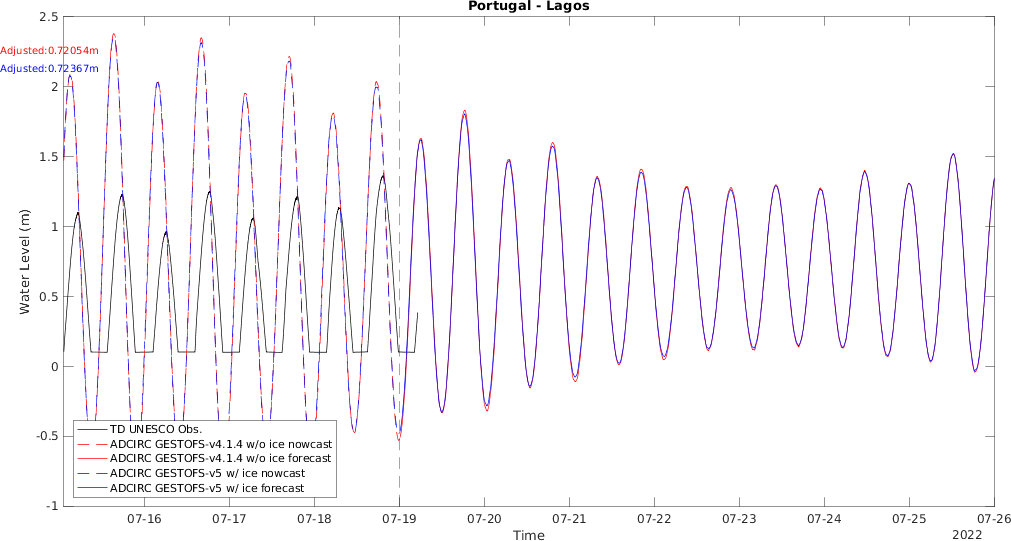 Portugal - Lagos
Adjusted:0.72054m
Adjusted:0.72367m
2.5
2
1.5
1
0.5
0
-0.5
-1
Water Level (m)
TD UNESCO Obs.
ADCIRC GESTOFS-v4.1.4 w/o ice nowcast
ADCIRC GESTOFS-v4.1.4 w/o ice forecast
ADCIRC GESTOFS-v5 w/ ice nowcast
ADCIRC GESTOFS-v5 w/ ice forecast
07-16 07-17 07-18 07-19 07-20 07-21 07-22 07-23 07-24 07-25 07-26
Time
2022